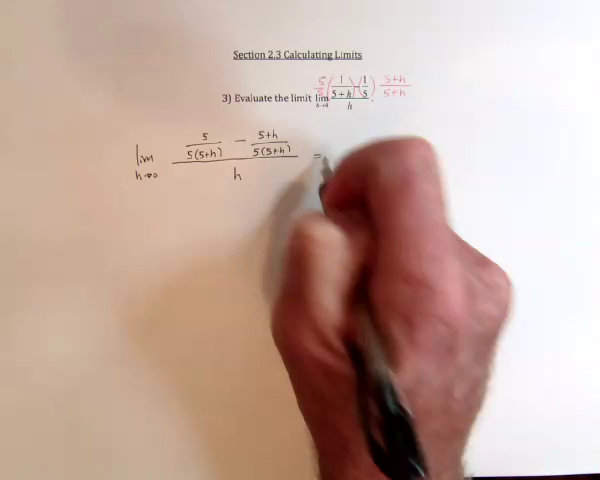 Section 2.3 Calculating Limits
5/5 (1/(5+h)) - (1/5) (5+h)/(5+h)
3) Evaluate the limit lim h→0 h .
lim h→0 (5/(5(5+h)) - (5+h)/(5(5+h)))/h =